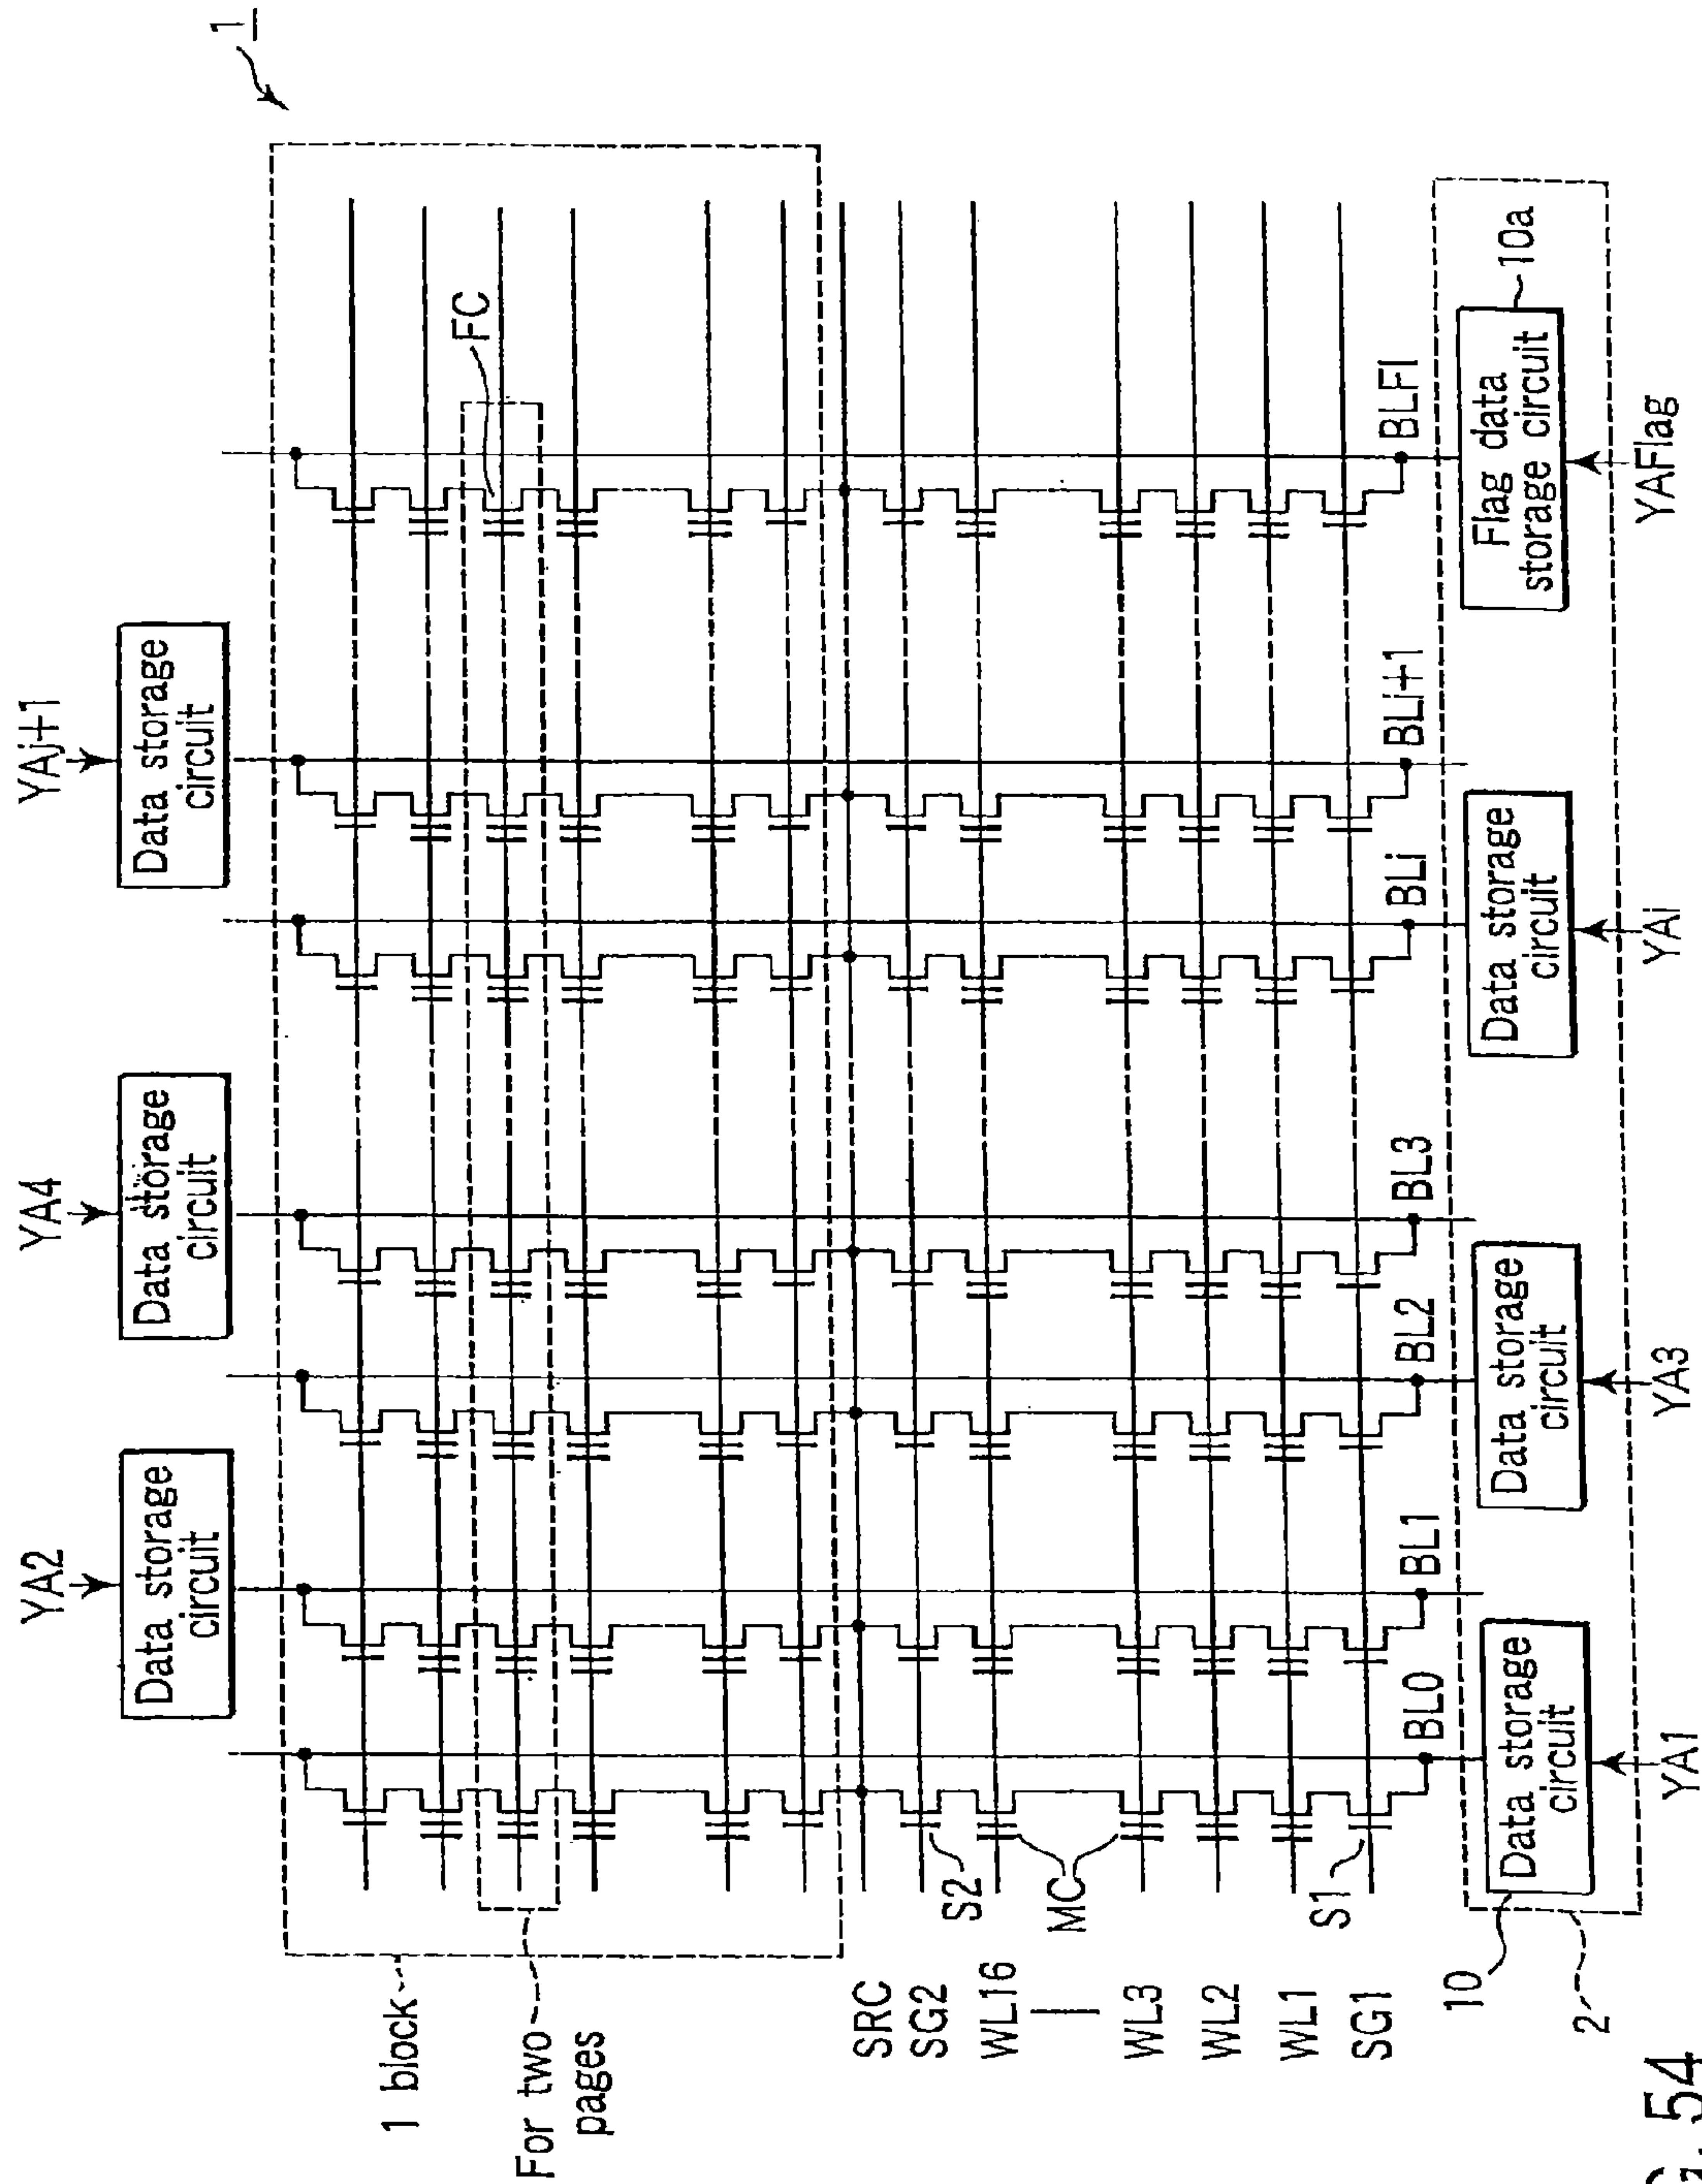 1
YA2
YA4
YAj+1
Data storage
circuit
Data storage
circuit
Data storage
circuit
1 block
For two
pages
FC
SRC
SG2
WL16
WL3
WL2
WL1
SG1
S2
MC
S1
BL0
BL1
BL2
BL3
BLi
BLi+1
BLFl
10
Data storage
circuit
Data storage
circuit
Data storage
circuit
Flag data
storage circuit
10a
2
YA1
YA3
YAi
YAFlag
54